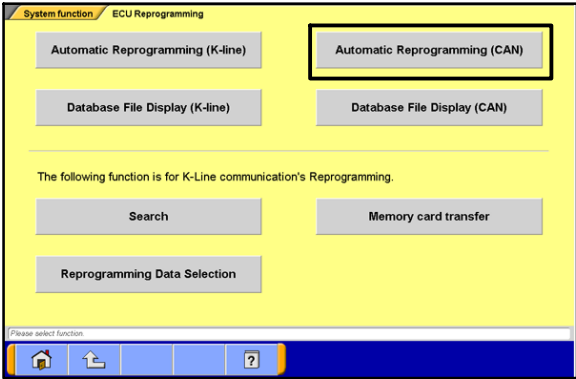 System function ECU Reprogramming
Automatic Reprogramming (K-line) Automatic Reprogramming (CAN)
Database File Display (K-line) Database File Display (CAN)
The following function is for K-Line communication's Reprogramming.
Search Memory card transfer
Reprogramming Data Selection
Please select function.
?